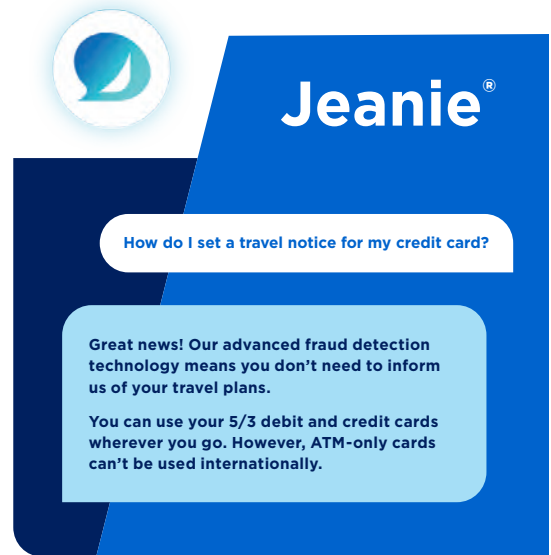 Jeanie®
How do I set a travel notice for my credit card?
Great news! Our advanced fraud detection
technology means you don’t need to inform
us of your travel plans.
You can use your 5/3 debit and credit cards
wherever you go. However, ATM-only cards
can’t be used internationally.